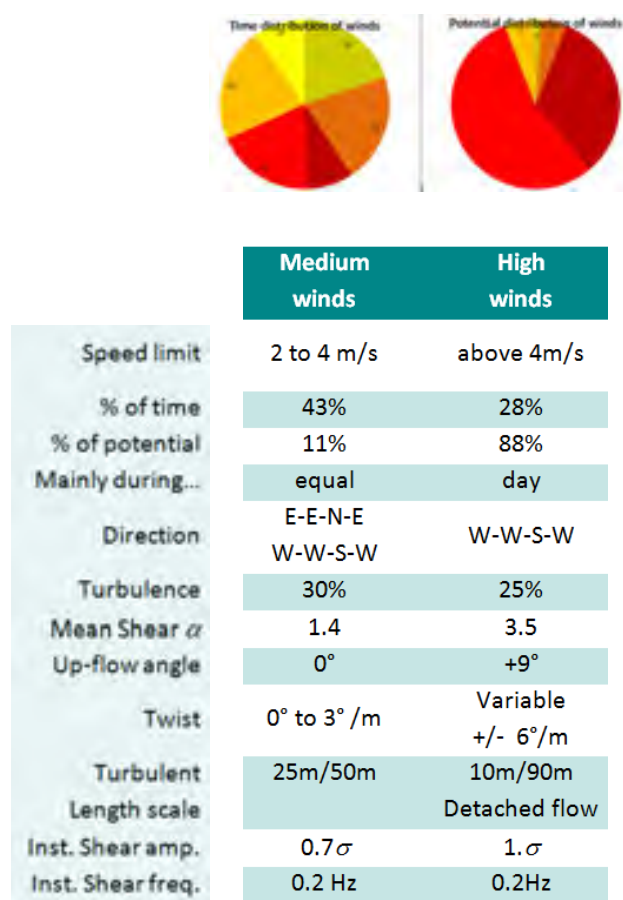 Time distribution of winds
Potential distribution of winds
Medium winds
High winds
Speed limit 2 to 4 m/s above 4m/s
% of time 43% 28%
% of potential 11% 88%
Mainly during... equal day
Direction E-E-N-E W-W-S-W W-W-S-W
Turbulence 30% 25%
Mean Shear α 1.4 3.5
Up-flow angle 0° +9°
Twist 0° to 3° /m Variable +/- 6°/m
Turbulent Length scale 25m/50m 10m/90m Detached flow
Inst. Shear amp. 0.7σ 1.σ
Inst. Shear freq. 0.2 Hz 0.2Hz